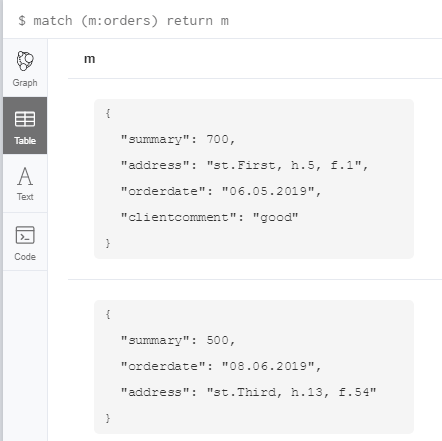 $ match (m:orders) return m
m
Graph
Table
Text
Code
{
"summary": 700,
"address": "st.First, h.5, f.1",
"orderdate": "06.05.2019",
"clientcomment": "good"
}
{
"summary": 500,
"orderdate": "08.06.2019",
"address": "st.Third, h.13, f.54"
}